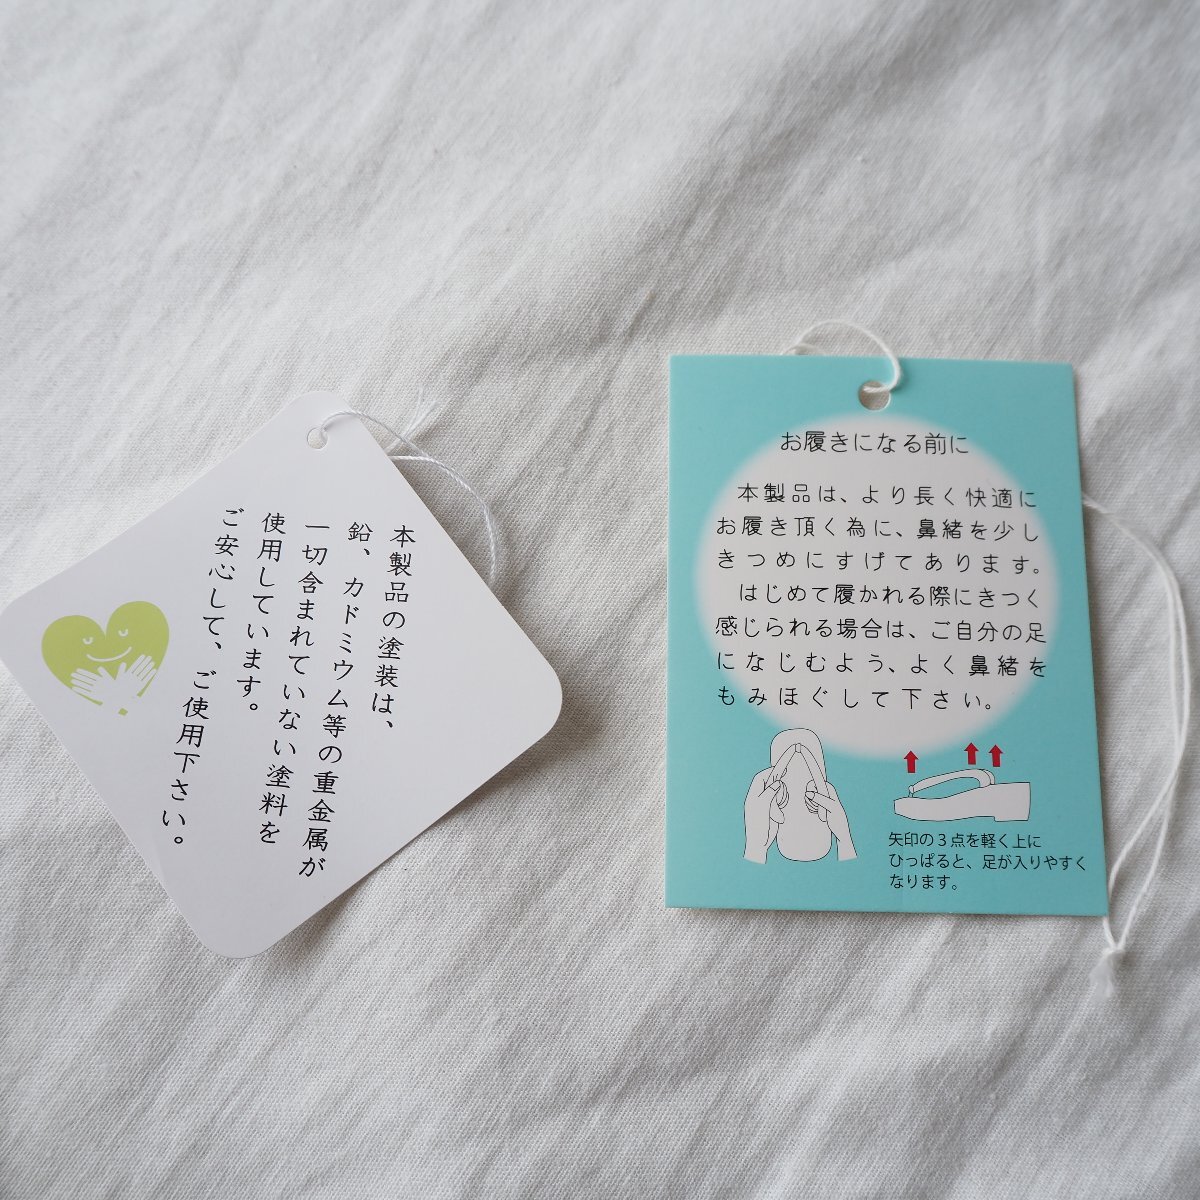 本製品の塗装は、
鉛、カドミウム等の重金属が
一切含まれていない塗料を
使用しています。
ご安心して、ご使用下さい。
お履きになる前に
本製品は、より長く快適に
お履き頂く為に、鼻緒を少し
きつめにすげてあります。
はじめて履かれる際にきつく
感じられる場合は、ご自分の足
になじむよう、よく鼻緒を
もみほぐして下さい。
矢印の3点を軽く上に
ひっぱると、足が入りやすく
なります。